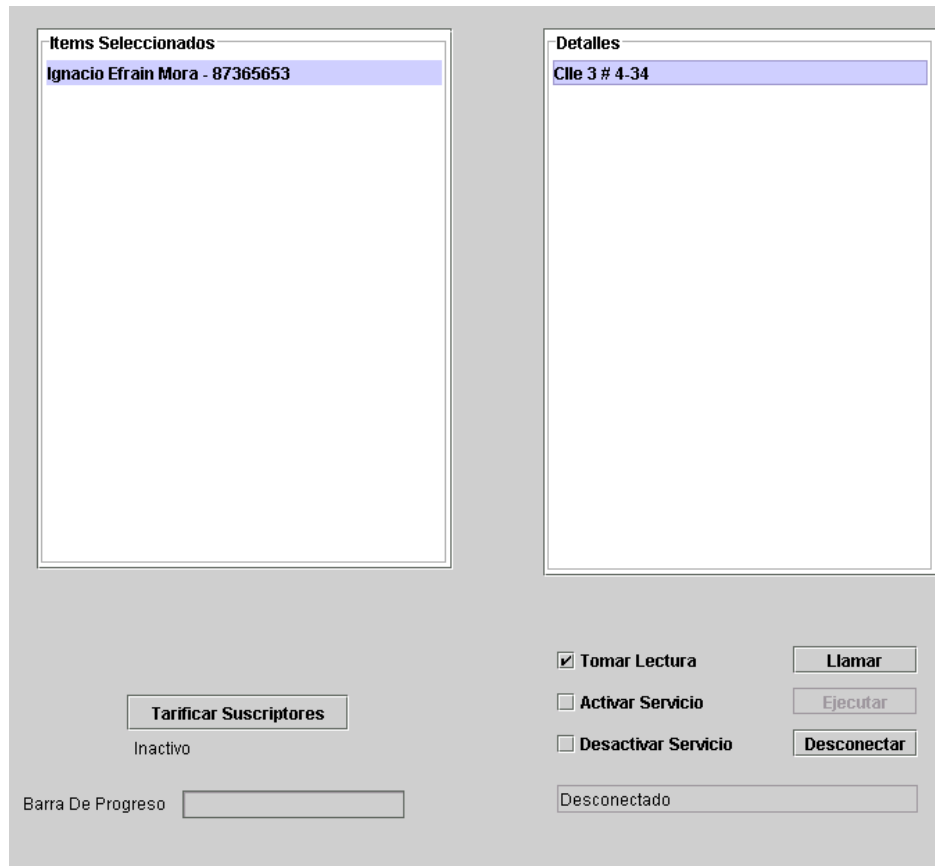 Items Seleccionados
Ignacio Efrain Mora - 87365653
Detalles
Clle 3 # 4-34
Tomar Lectura
Llamar
Activar Servicio
Ejecutar
Desactivar Servicio
Desconectar
Desconectado
Tarificar Suscriptores
Inactivo
Barra De Progreso